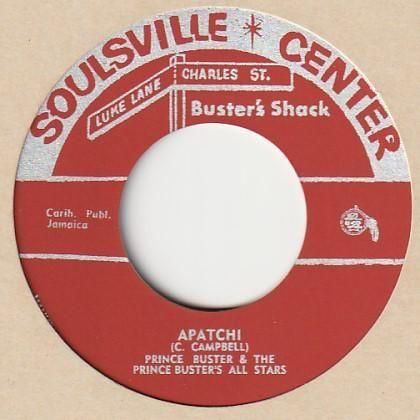 SOULSVILLE * CENTER
LUKE LANE
CHARLES ST.
Buster's Shack
Carib. Publ.
Jamaica
APATCHI
(C. CAMPBELL)
PRINCE BUSTER & THE
PRINCE BUSTER'S ALL STARS